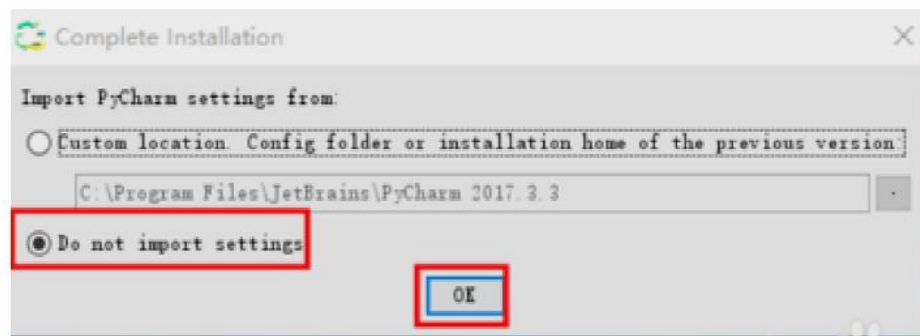 Complete Installation
Import PyCharm settings from:
Custom location. Config folder or installation home of the previous version:
C:\Program Files\JetBrains\PyCharm 2017.3.3
Do not import settings
OK